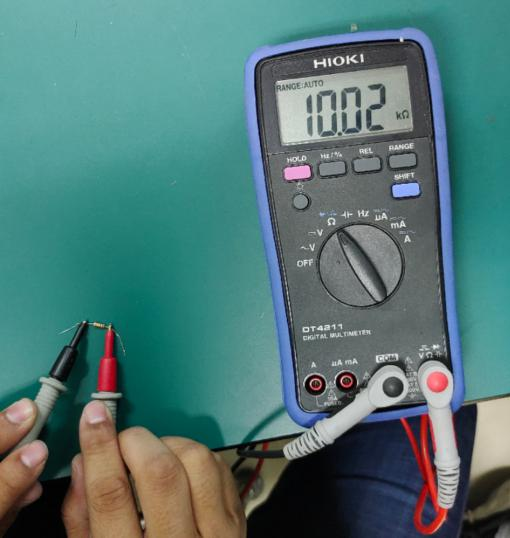 HIOKI
RANGE:AUTO
10.02
kΩ
HOLD
Hz/%
REL
RANGE
SHIFT
Ω
Hz
μA
mA
A
V
~V
OFF
DT4211
DIGITAL MULTIMETER
A
μA mA
COM
V Ω
FUSED